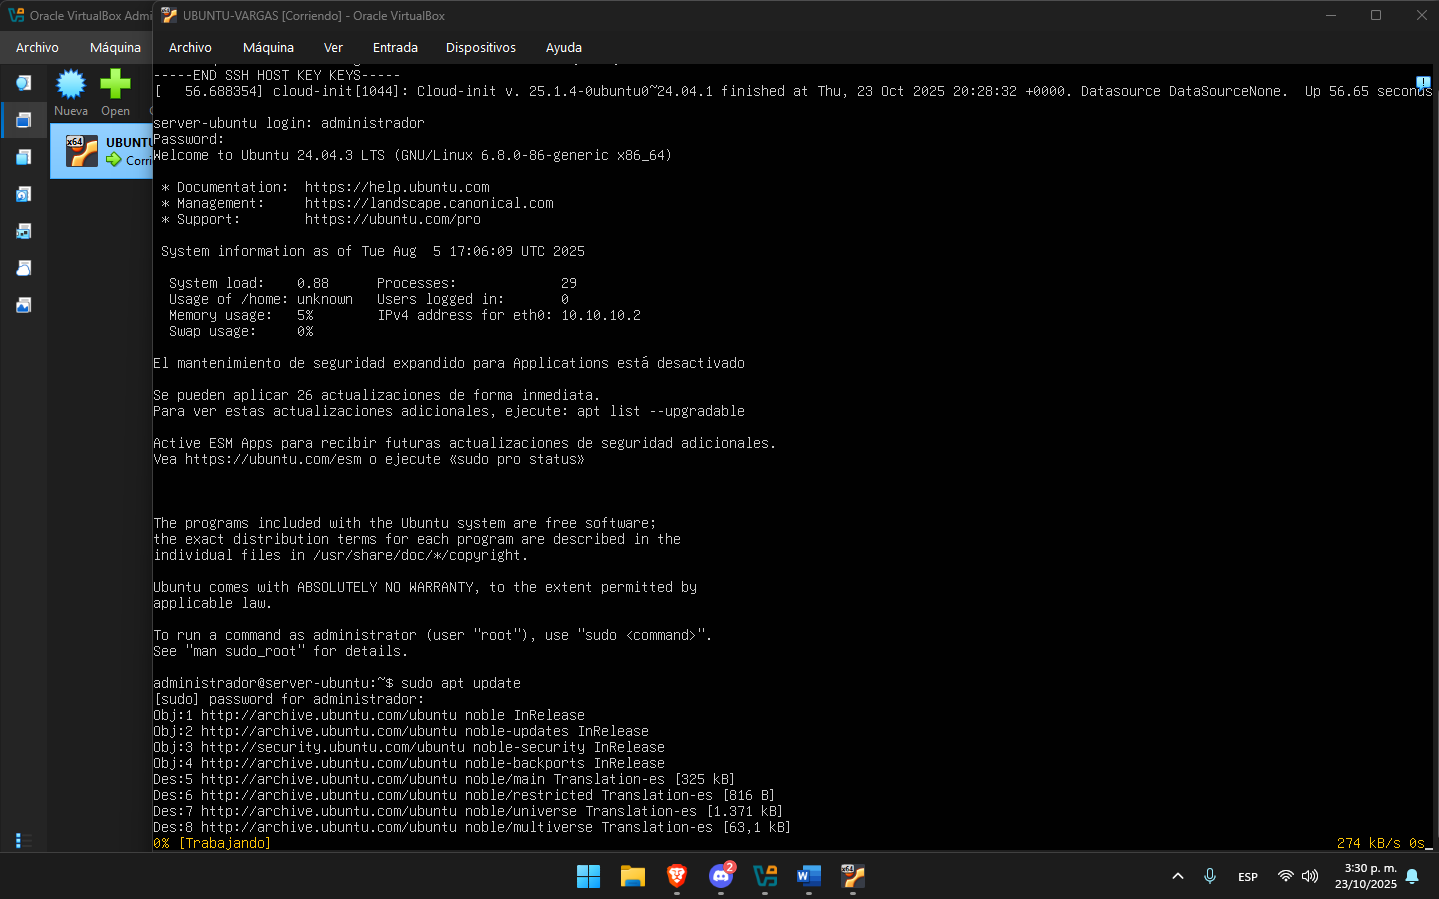 Oracle VirtualBox Admi
UBUNTU-VARGAS [Corriendo] - Oracle VirtualBox
Archivo Máquina
Archivo Máquina Ver Entrada Dispositivos Ayuda
Nueva Open
UBUNTU
Corri
-----END SSH HOST KEY KEYS-----
[   56.688354] cloud-init[1044]: Cloud-init v. 25.1.4-0ubuntu0~24.04.1 finished at Thu, 23 Oct 2025 20:28:32 +0000. Datasource DataSourceNone.  Up 56.65 seconds
server-ubuntu login: administrador
Password:
Welcome to Ubuntu 24.04.3 LTS (GNU/Linux 6.8.0-86-generic x86_64)
* Documentation:  https://help.ubuntu.com
* Management:     https://landscape.canonical.com
* Support:        https://ubuntu.com/pro
System information as of Tue Aug  5 17:06:09 UTC 2025
System load:    0.88      Processes:             29
Usage of /home: unknown   Users logged in:       0
Memory usage:   5%        IPv4 address for eth0: 10.10.10.2
Swap usage:     0%
El mantenimiento de seguridad expandido para Applications está desactivado
Se pueden aplicar 26 actualizaciones de forma inmediata.
Para ver estas actualizaciones adicionales, ejecute: apt list --upgradable
Active ESM Apps para recibir futuras actualizaciones de seguridad adicionales.
Vea https://ubuntu.com/esm o ejecute «sudo pro status»
The programs included with the Ubuntu system are free software;
the exact distribution terms for each program are described in the
individual files in /usr/share/doc/*/copyright.
Ubuntu comes with ABSOLUTELY NO WARRANTY, to the extent permitted by
applicable law.
To run a command as administrator (user "root"), use "sudo <command>".
See "man sudo_root" for details.
administrador@server-ubuntu:~$ sudo apt update
[sudo] password for administrador:
Obj:1 http://archive.ubuntu.com/ubuntu noble InRelease
Obj:2 http://archive.ubuntu.com/ubuntu noble-updates InRelease
Obj:3 http://security.ubuntu.com/ubuntu noble-security InRelease
Obj:4 http://archive.ubuntu.com/ubuntu noble-backports InRelease
Des:5 http://archive.ubuntu.com/ubuntu noble/main Translation-es [325 kB]
Des:6 http://archive.ubuntu.com/ubuntu noble/restricted Translation-es [816 B]
Des:7 http://archive.ubuntu.com/ubuntu noble/universe Translation-es [1.371 kB]
Des:8 http://archive.ubuntu.com/ubuntu noble/multiverse Translation-es [63,1 kB]
0% [Trabajando] 274 kB/s 0s
2
ESP
3:30 p. m.
23/10/2025